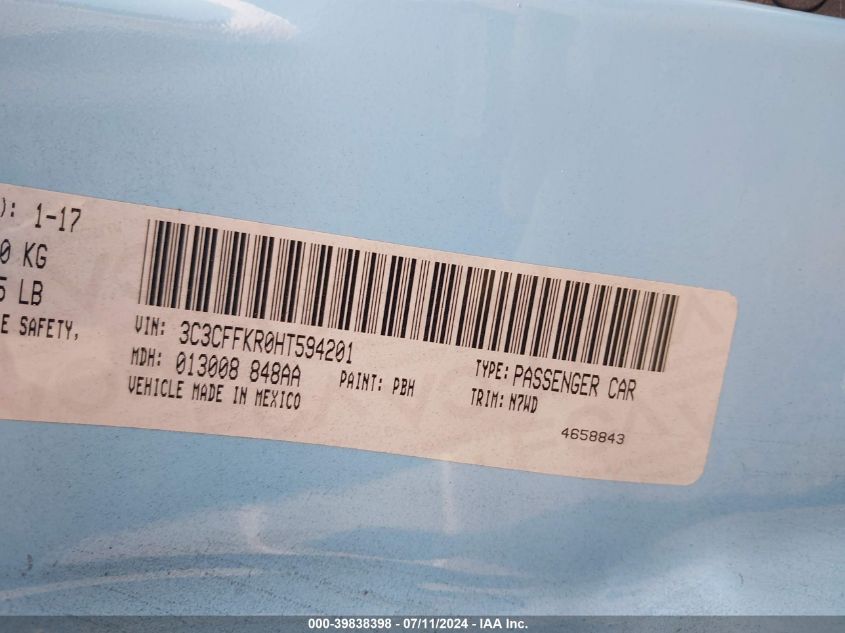 ): 1-17
0 KG
5 LB
E SAFETY,
VIN: 3C3CFFKR0HT594201
TYPE: PASSENGER CAR
MDH: 013008 848AA
PAINT: PBH
TRIM: N7WD
VEHICLE MADE IN MEXICO
4658843
000-39838398 - 07/11/2024 - IAA Inc.